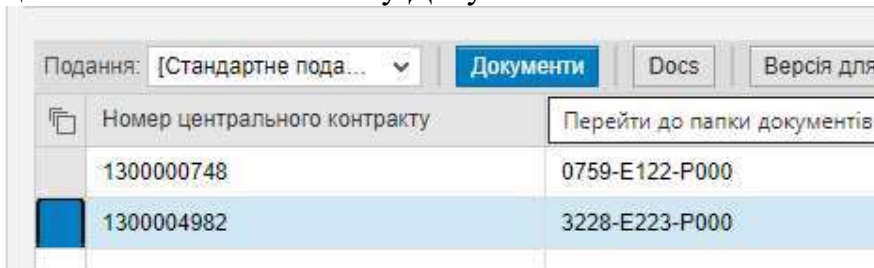 Подання: [Стандартне пода... Документи Docs Версія для
Номер центрального контракту Перейти до папки документів
1300000748 0759-E122-P000
1300004982 3228-E223-P000